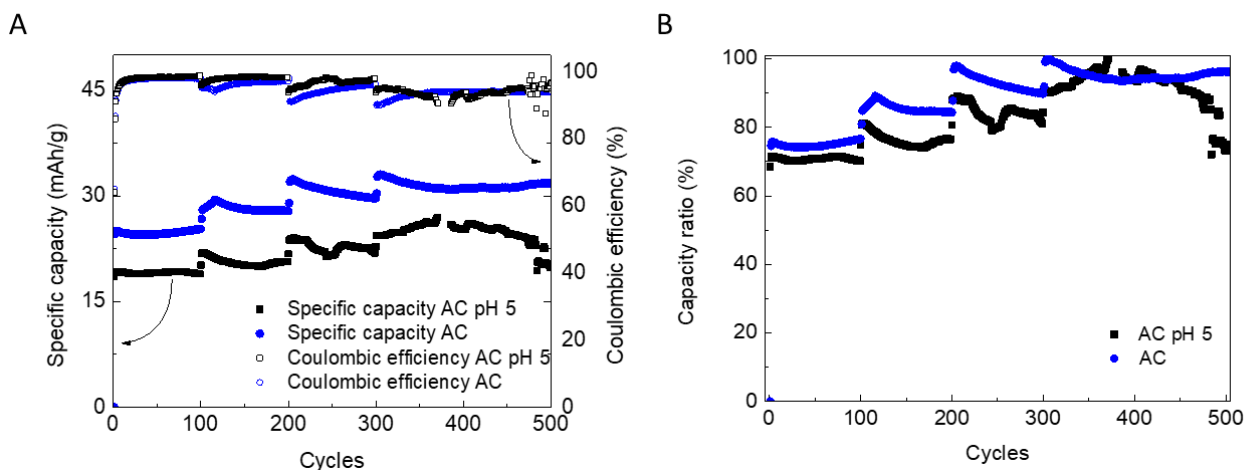 A
B
Specific capacity (mAh/g)
45
30
15
0
0
100
200
300
400
500
Cycles
100
80
60
40
20
0
Coulombic efficiency (%)
Specific capacity AC pH 5
Specific capacity AC
Coulombic efficiency AC pH 5
Coulombic efficiency AC
Capacity ratio (%)
100
80
60
40
20
0
0
100
200
300
400
500
Cycles
AC pH 5
AC